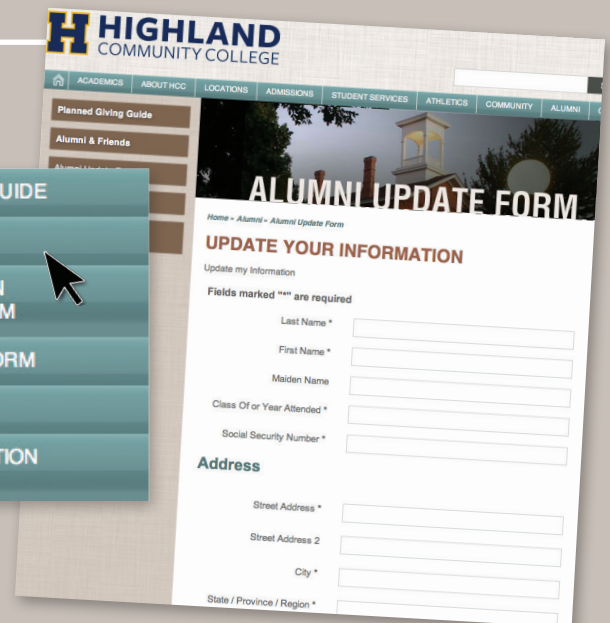 H HIGHLAND
COMMUNITY COLLEGE
ACADEMICS
ABOUT HCC
LOCATIONS
ADMISSIONS
STUDENT SERVICES
ATHLETICS
COMMUNITY
ALUMNI
Planned Giving Guide
Alumni & Friends
Alumni Update
UIDE
N
M
ORM
TION
ALUMNI UPDATE FORM
Home » Alumni » Alumni Update Form
UPDATE YOUR INFORMATION
Update my Information
Fields marked "*" are required
Last Name *
First Name *
Maiden Name
Class Of or Year Attended *
Social Security Number *
Address
Street Address *
Street Address 2
City *
State / Province / Region *